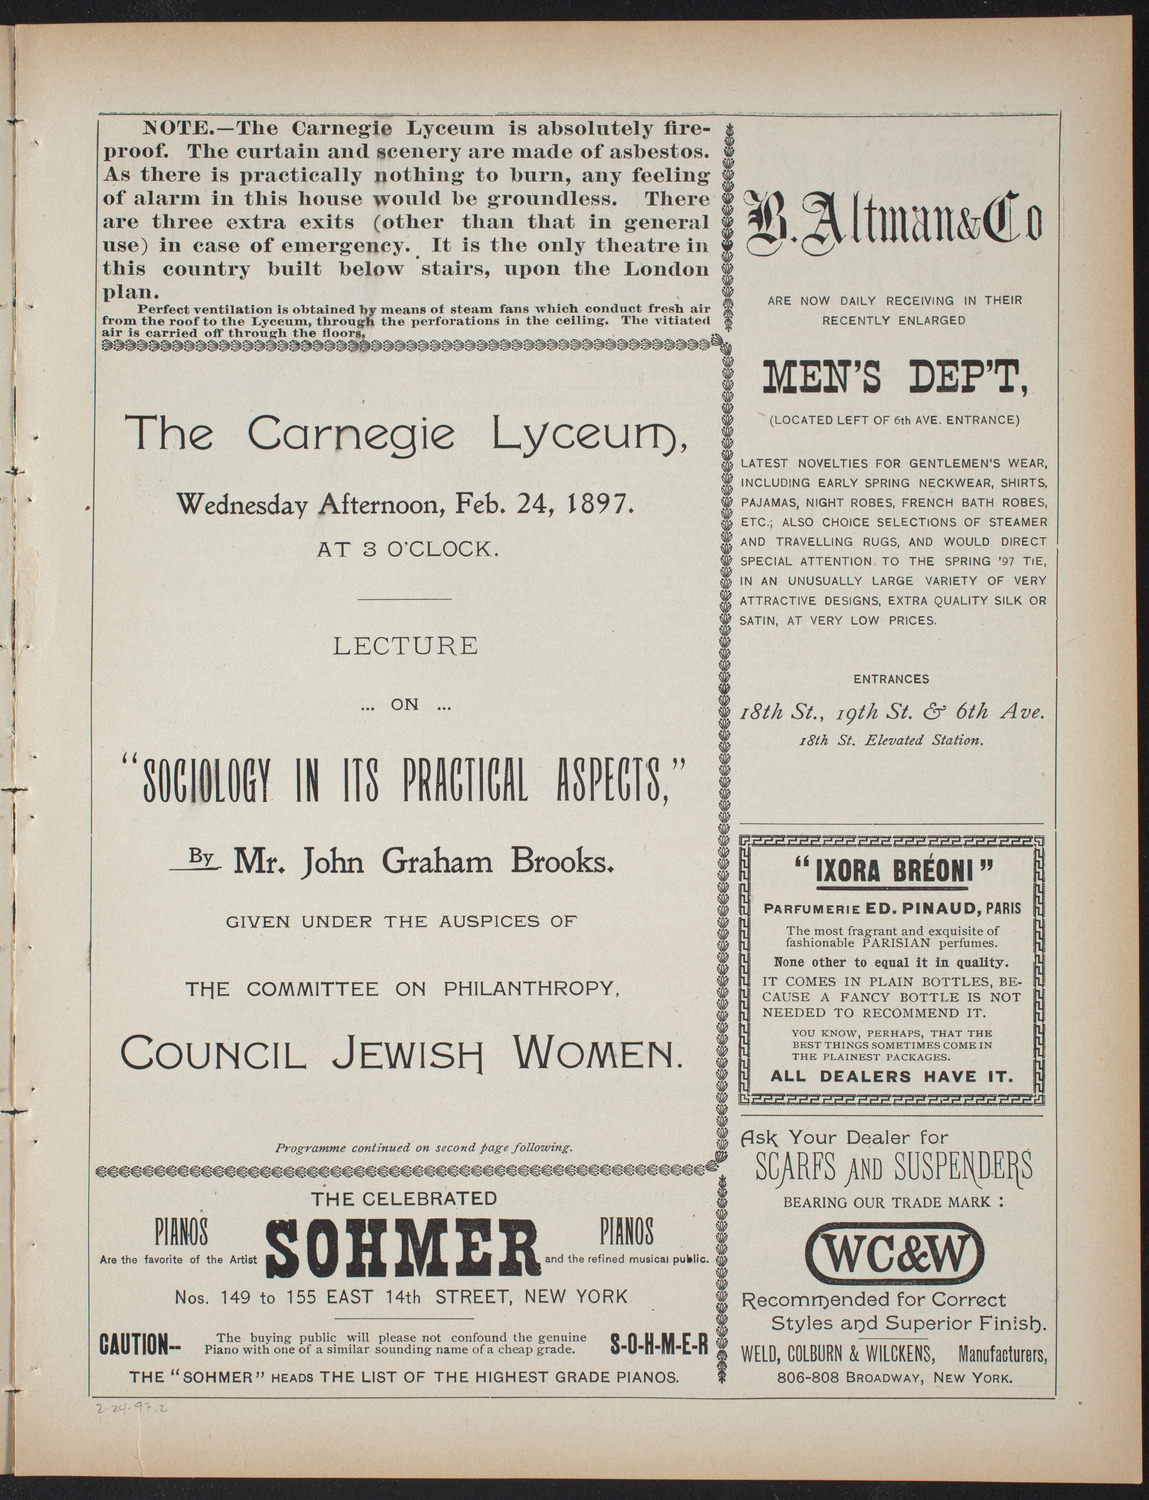 NOTE.—The Carnegie Lyceum is absolutely fire-
proof. The curtain and scenery are made of asbestos.
As there is practically nothing to burn, any feeling
of alarm in this house would be groundless. There
are three extra exits (other than that in general
use) in case of emergency. It is the only theatre in
this country built below stairs, upon the London
plan.
Perfect ventilation is obtained by means of steam fans which conduct fresh air
from the roof to the Lyceum, through the perforations in the ceiling. The vitiated
air is carried off through the floors.
The Carnegie Lyceum,
Wednesday Afternoon, Feb. 24, 1897.
AT 3 O'CLOCK.
LECTURE
... ON ...
“SOCIOLOGY IN ITS PRACTICAL ASPECTS,”
By Mr. John Graham Brooks.
GIVEN UNDER THE AUSPICES OF
THE COMMITTEE ON PHILANTHROPY,
COUNCIL JEWISH WOMEN.
Programme continued on second page following.
THE CELEBRATED
PIANOS SOHMER PIANOS
Are the favorite of the Artist and the refined musical public.
Nos. 149 to 155 EAST 14th STREET, NEW YORK
CAUTION-- The buying public will please not confound the genuine S-O-H-M-E-R
Piano with one of a similar sounding name of a cheap grade.
THE “SOHMER” HEADS THE LIST OF THE HIGHEST GRADE PIANOS.
2-24-97.2
B. Altman & Co
ARE NOW DAILY RECEIVING IN THEIR
RECENTLY ENLARGED
MEN'S DEP'T,
(LOCATED LEFT OF 6th AVE. ENTRANCE)
LATEST NOVELTIES FOR GENTLEMEN'S WEAR,
INCLUDING EARLY SPRING NECKWEAR, SHIRTS,
PAJAMAS, NIGHT ROBES, FRENCH BATH ROBES,
ETC.; ALSO CHOICE SELECTIONS OF STEAMER
AND TRAVELLING RUGS, AND WOULD DIRECT
SPECIAL ATTENTION TO THE SPRING '97 TIE,
IN AN UNUSUALLY LARGE VARIETY OF VERY
ATTRACTIVE DESIGNS, EXTRA QUALITY SILK OR
SATIN, AT VERY LOW PRICES.
ENTRANCES
18th St., 19th St. & 6th Ave.
18th St. Elevated Station.
“IXORA BRÉONI”
PARFUMERIE ED. PINAUD, PARIS
The most fragrant and exquisite of
fashionable PARISIAN perfumes.
None other to equal it in quality.
IT COMES IN PLAIN BOTTLES, BE-
CAUSE A FANCY BOTTLE IS NOT
NEEDED TO RECOMMEND IT.
YOU KNOW, PERHAPS, THAT THE
BEST THINGS SOMETIMES COME IN
THE PLAINEST PACKAGES.
ALL DEALERS HAVE IT.
Ask Your Dealer for
SCARFS AND SUSPENDERS
BEARING OUR TRADE MARK :
WC&W
Recommended for Correct
Styles and Superior Finish.
WELD, COLBURN & WILCKENS, Manufacturers,
806-808 BROADWAY, NEW YORK.